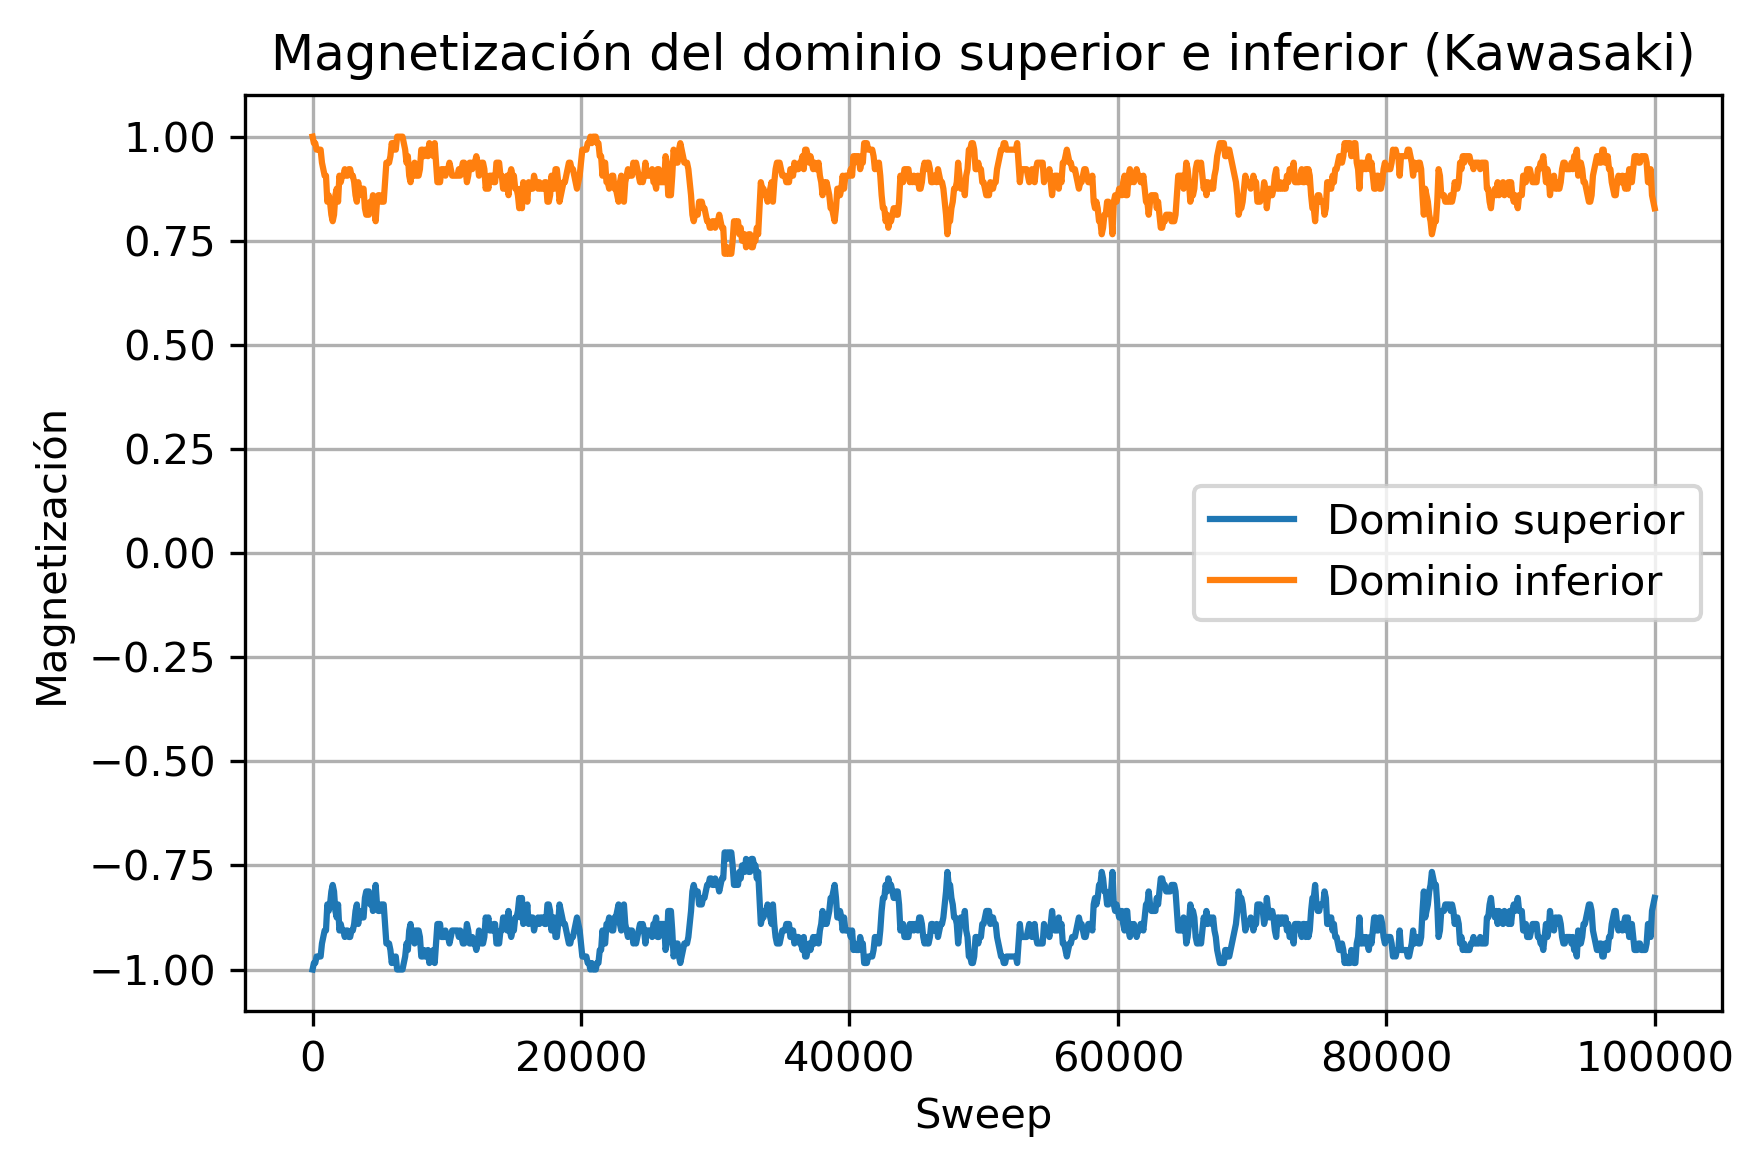 Magnetización del dominio superior e inferior (Kawasaki)
Magnetización
1.00
0.75
0.50
0.25
0.00
−0.25
−0.50
−0.75
−1.00
Dominio superior
Dominio inferior
0 20000 40000 60000 80000 100000
Sweep